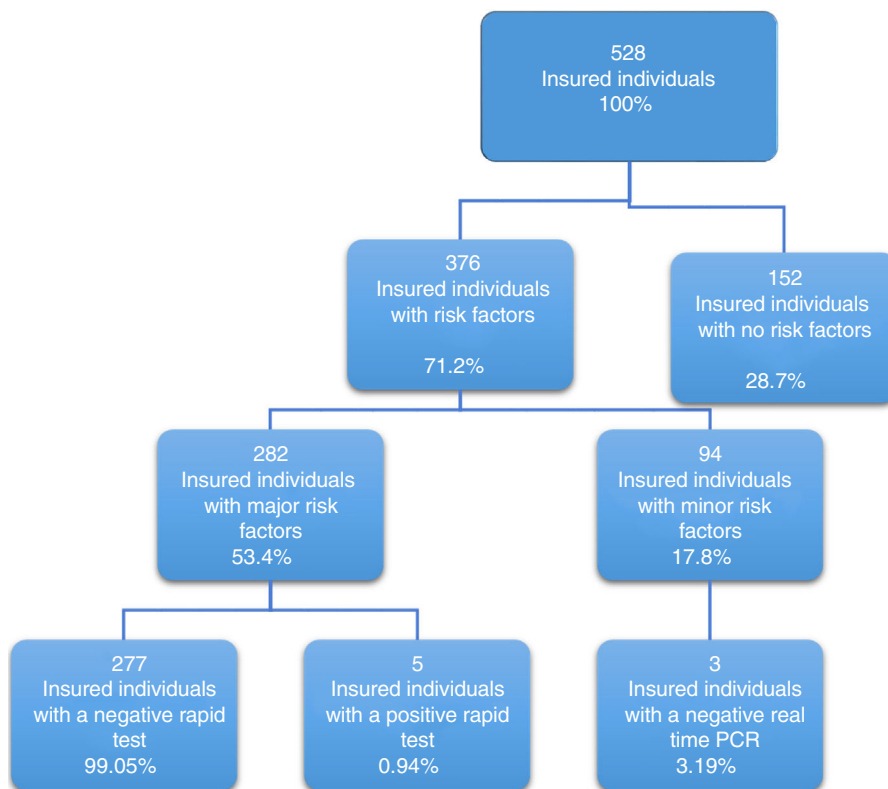 528
Insured individuals
100%
376
Insured individuals
with risk factors
71.2%
152
Insured individuals
with no risk factors
28.7%
282
Insured individuals
with major risk
factors
53.4%
94
Insured individuals
with minor risk
factors
17.8%
277
Insured individuals
with a negative rapid
test
99.05%
5
Insured individuals
with a positive rapid
test
0.94%
3
Insured individuals
with a negative real
time PCR
3.19%